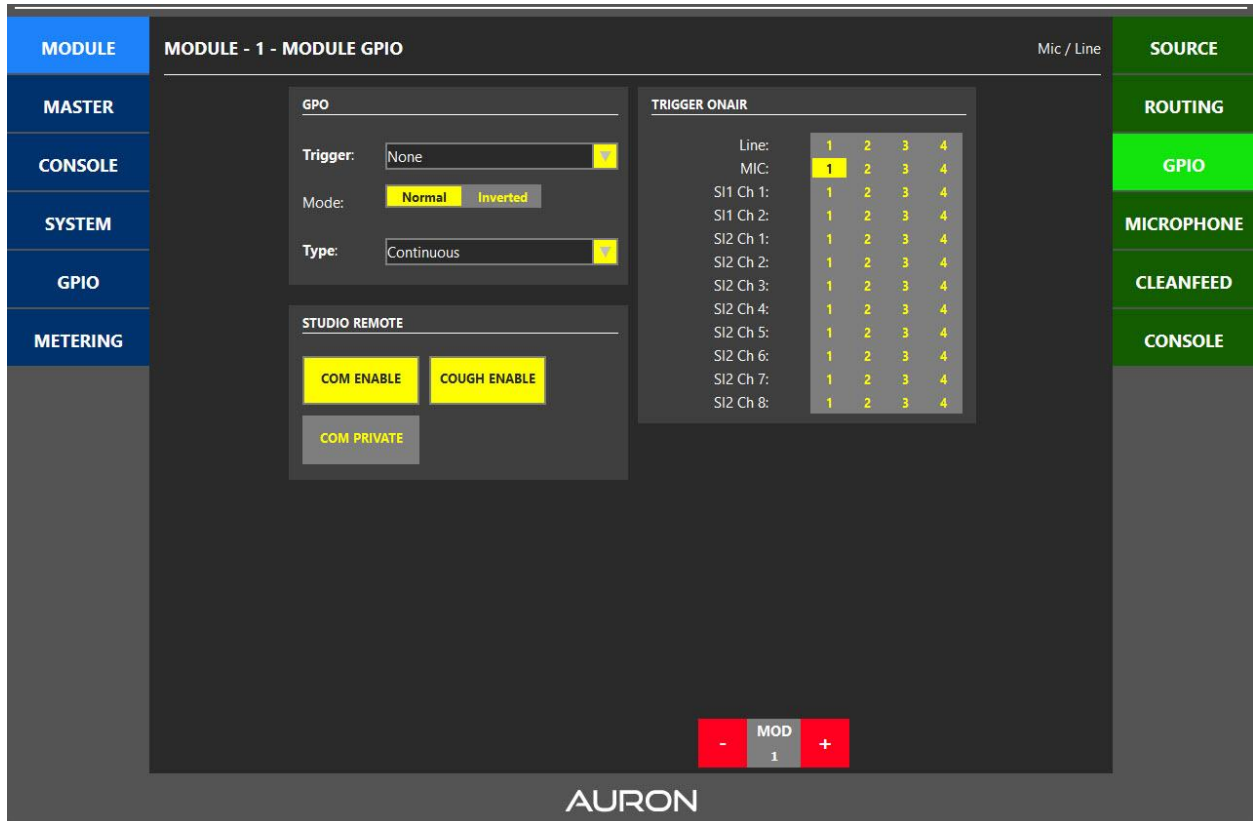 MODULE
MASTER
CONSOLE
SYSTEM
GPIO
METERING
MODULE - 1 - MODULE GPIO
Mic / Line
GPO
Trigger: None
Mode: Normal Inverted
Type: Continuous
STUDIO REMOTE
COM ENABLE COUGH ENABLE
COM PRIVATE
TRIGGER ONAIR
Line: 1 2 3 4
MIC: 1 2 3 4
SI1 Ch 1: 1 2 3 4
SI1 Ch 2: 1 2 3 4
SI2 Ch 1: 1 2 3 4
SI2 Ch 2: 1 2 3 4
SI2 Ch 3: 1 2 3 4
SI2 Ch 4: 1 2 3 4
SI2 Ch 5: 1 2 3 4
SI2 Ch 6: 1 2 3 4
SI2 Ch 7: 1 2 3 4
SI2 Ch 8: 1 2 3 4
- MOD +
1
SOURCE
ROUTING
GPIO
MICROPHONE
CLEANFEED
CONSOLE
AURON